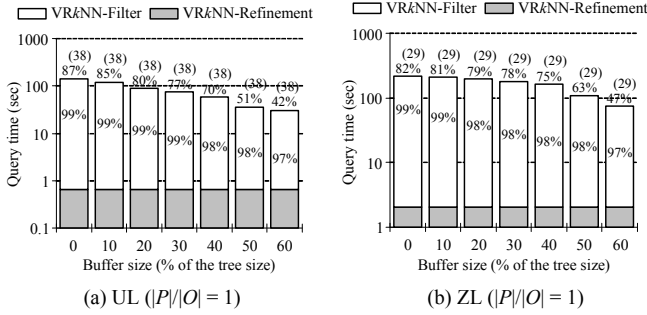 VRkNN-Filter VRkNN-Refinement
Query time (sec)
1000
100
10
1
0.1
(38) (38) (38) (38) (38) (38) (38)
87% 85% 80% 77% 70% 51% 42%
99% 99% 99% 99% 98% 98% 97%
0 10 20 30 40 50 60
Buffer size (% of the tree size)
(a) UL (|P|/|O| = 1)
VRkNN-Filter VRkNN-Refinement
Query time (sec)
1000
100
10
1
(29) (29) (29) (29) (29) (29) (29)
82% 81% 79% 78% 75% 63% 47%
99% 99% 98% 98% 98% 98% 97%
0 10 20 30 40 50 60
Buffer size (% of the tree size)
(b) ZL (|P|/|O| = 1)